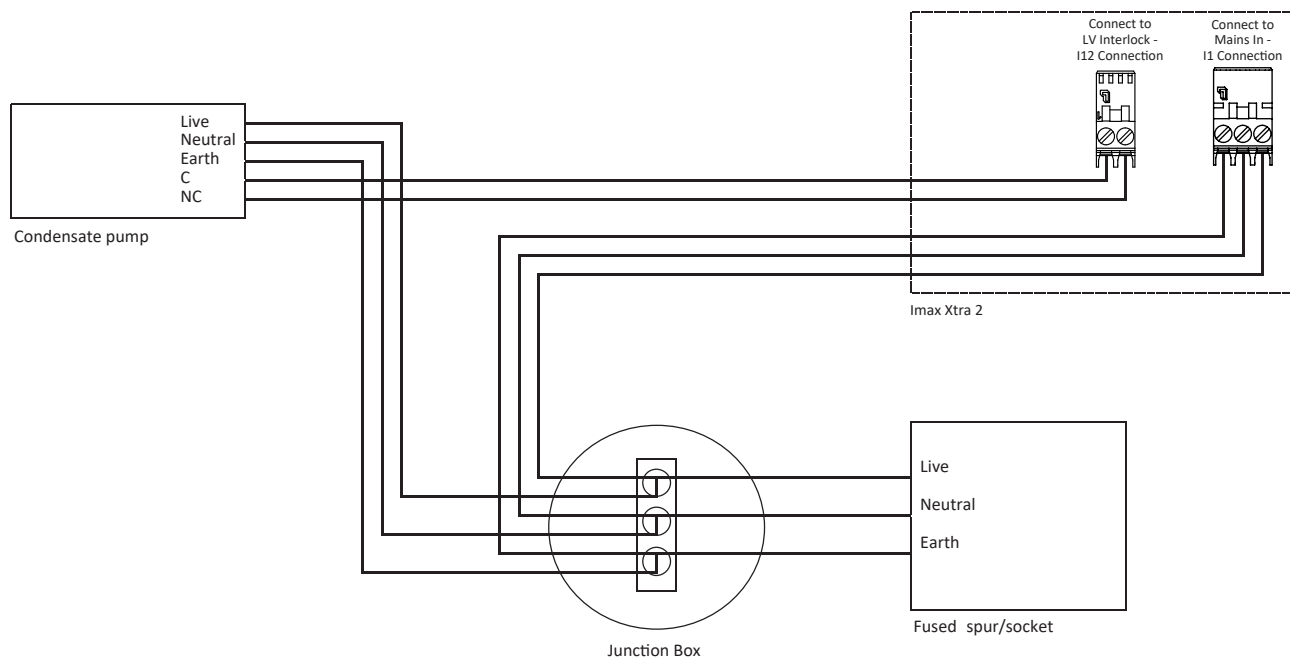 Connect to
LV Interlock -
I12 Connection
Connect to
Mains In -
I1 Connection
Live
Neutral
Earth
C
NC
Condensate pump
Imax Xtra 2
Live
Neutral
Earth
Fused spur/socket
Junction Box